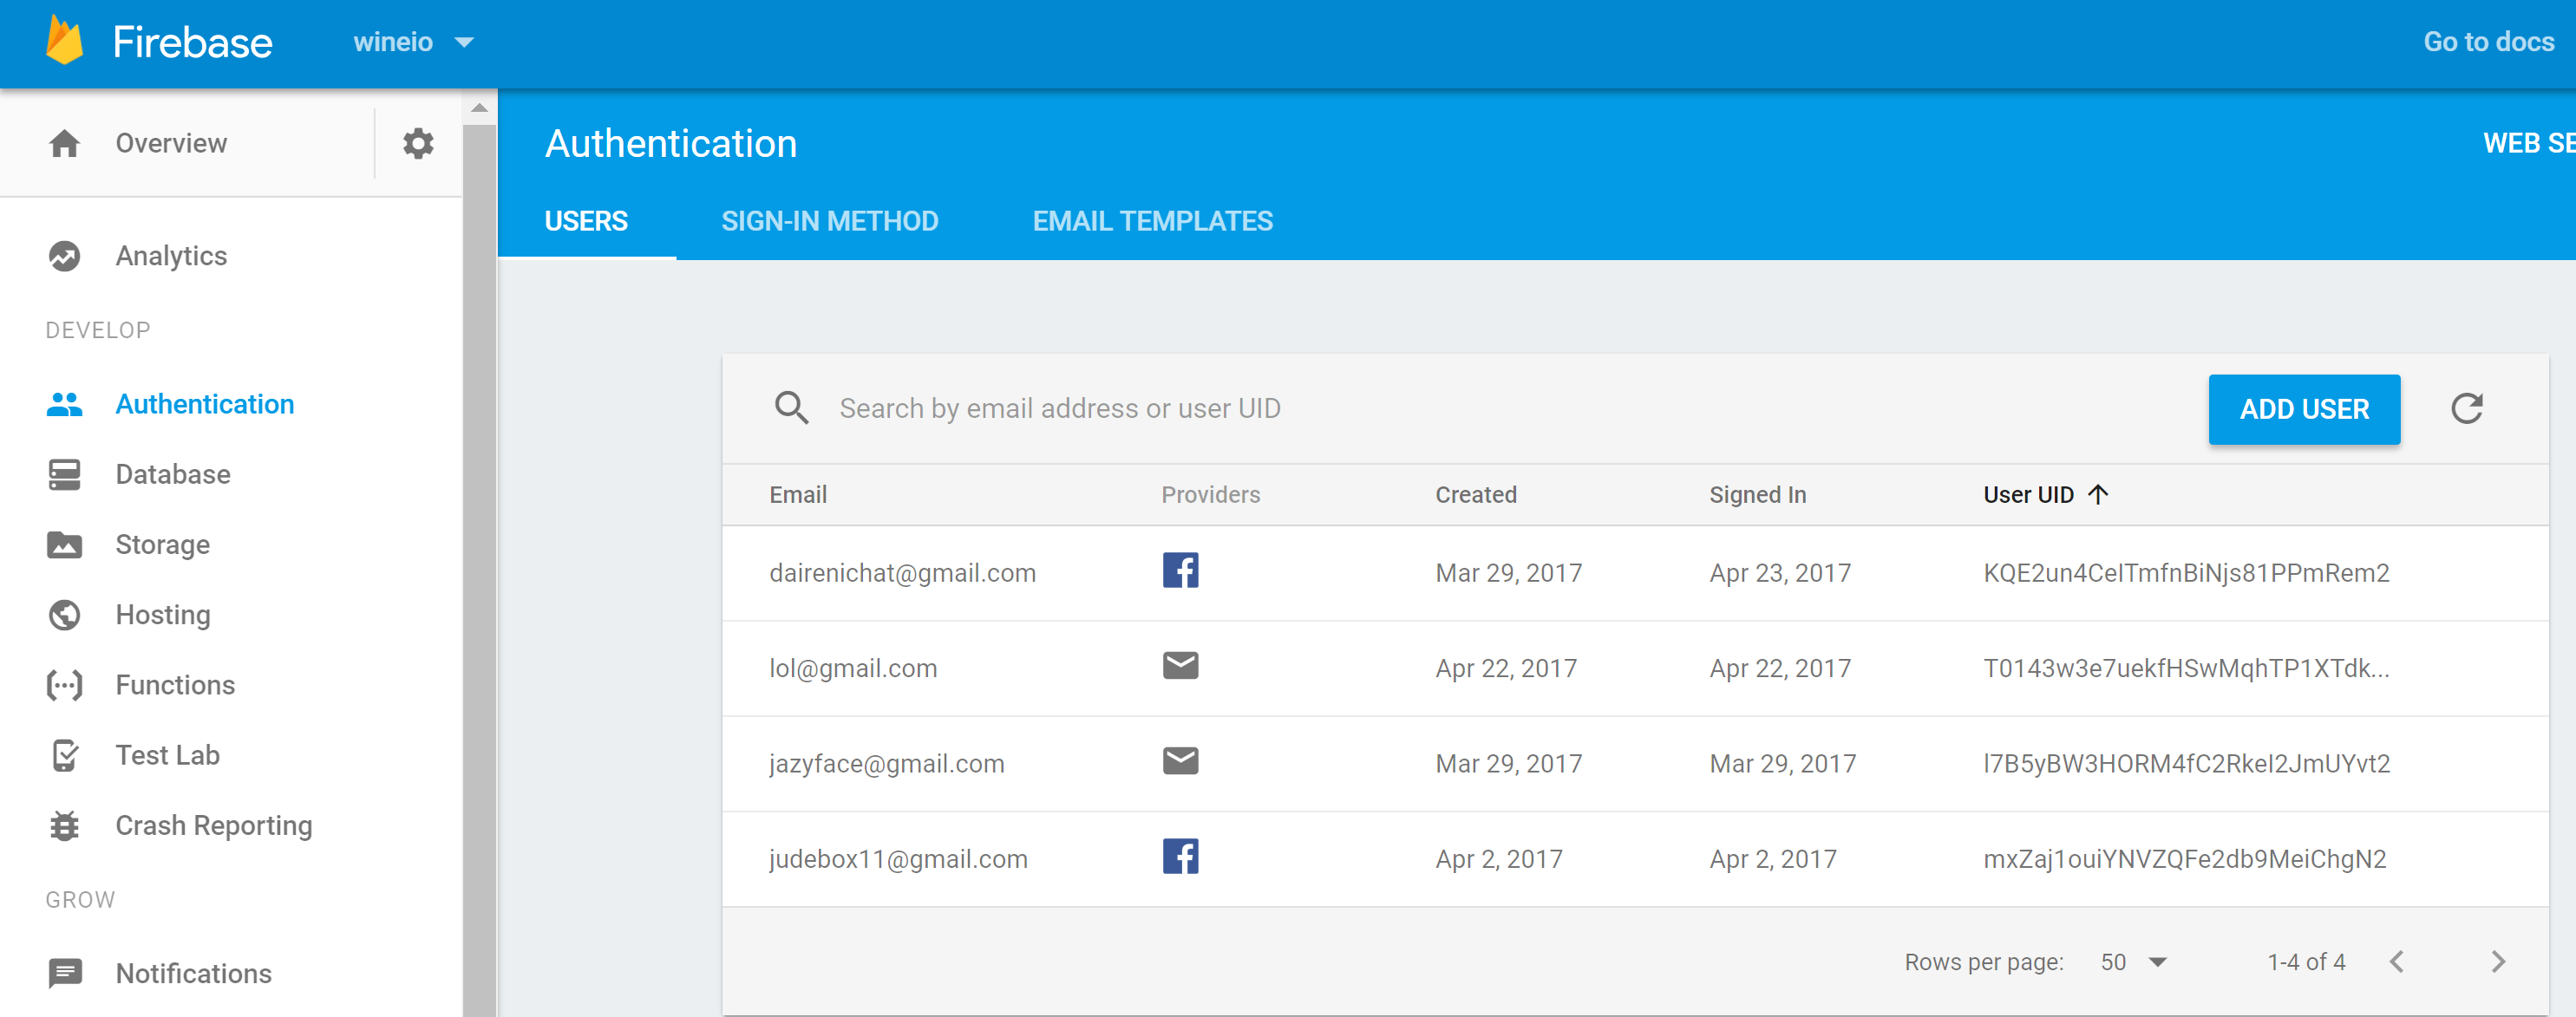 Firebase
wineio
Go to docs
Overview
Authentication
WEB SE
USERS
SIGN-IN METHOD
EMAIL TEMPLATES
Analytics
DEVELOP
Authentication
Database
Storage
Hosting
Functions
Test Lab
Crash Reporting
GROW
Notifications
Search by email address or user UID
ADD USER
Email Providers Created Signed In User UID
dairenichat@gmail.com Mar 29, 2017 Apr 23, 2017 KQE2un4CeITmfnBiNjs81PPmRem2
lol@gmail.com Apr 22, 2017 Apr 22, 2017 T0143w3e7uekfHSwMqhTP1XTdk...
jazyface@gmail.com Mar 29, 2017 Mar 29, 2017 l7B5yBW3HORM4fC2RkeI2JmUYvt2
judebox11@gmail.com Apr 2, 2017 Apr 2, 2017 mxZaj1ouiYNVZQFe2db9MeiChgN2
Rows per page: 50 1-4 of 4